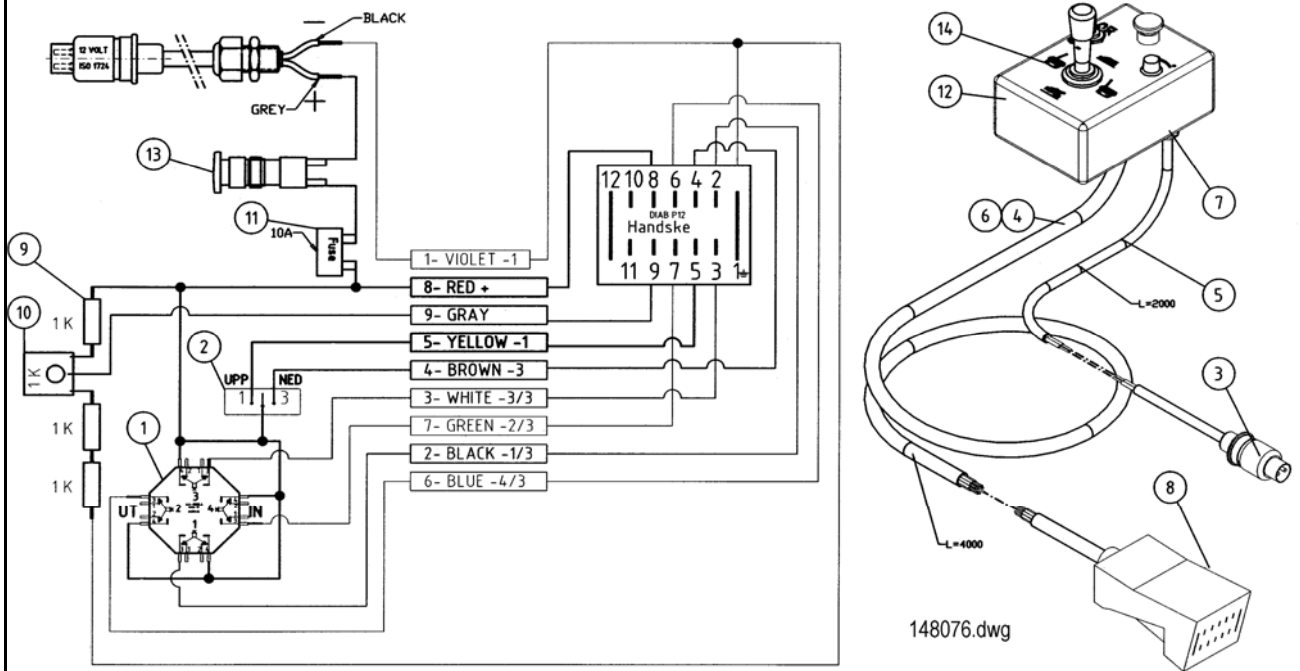 BLACK
12 VOLT
ISO 1724
GREY
+
13
11
10A
Fuse
9
1 K
10
1 K
1 K
1 K
2
UPP NED
1 3
1
3
2 4
1
UT IN
1- VIOLET -1
8- RED +
9- GRAY
5- YELLOW -1
4- BROWN -3
3- WHITE -3/3
7- GREEN -2/3
2- BLACK -1/3
6- BLUE -4/3
12 10 8 6 4 2
DIAB P12
Handske
11 9 7 5 3 1
14
12
7
6 4
5
L=2000
3
8
L=4000
148076.dwg